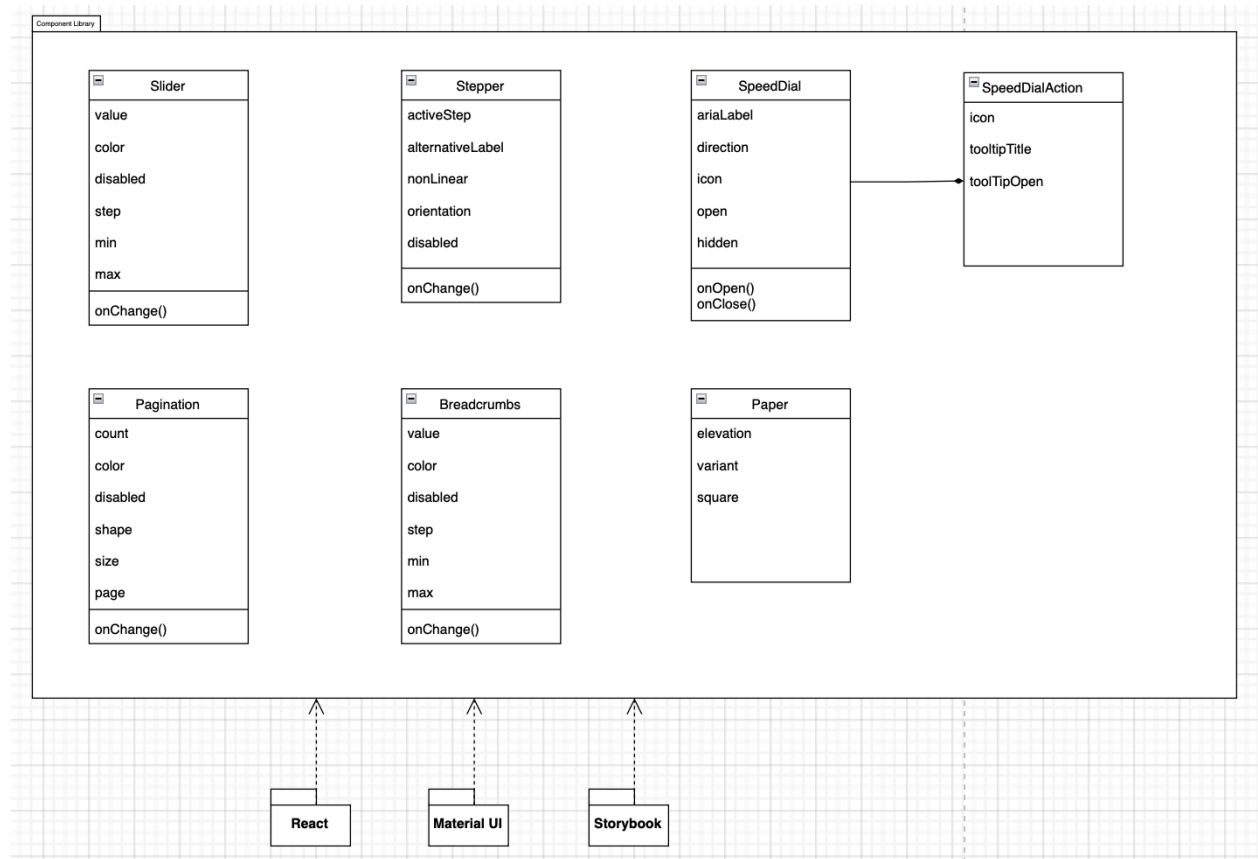 Component Library
Slider
value
color
disabled
step
min
max
onChange()
Stepper
activeStep
alternativeLabel
nonLinear
orientation
disabled
onChange()
SpeedDial
ariaLabel
direction
icon
open
hidden
onOpen()
onClose()
SpeedDialAction
icon
tooltipTitle
toolTipOpen
Pagination
count
color
disabled
shape
size
page
onChange()
Breadcrumbs
value
color
disabled
step
min
max
onChange()
Paper
elevation
variant
square
React
Material UI
Storybook